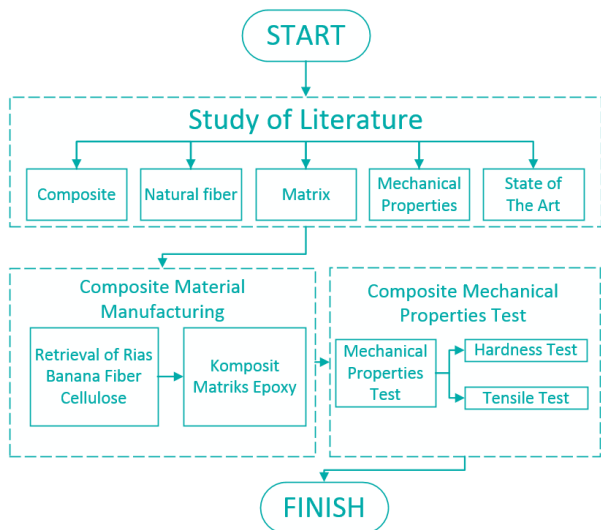 START
Study of Literature
Composite
Natural fiber
Matrix
Mechanical
Properties
State of
The Art
Composite Material
Manufacturing
Retrieval of Rias
Banana Fiber
Cellulose
Komposit
Matriks Epoxy
Composite Mechanical
Properties Test
Mechanical
Properties
Test
Hardness Test
Tensile Test
FINISH